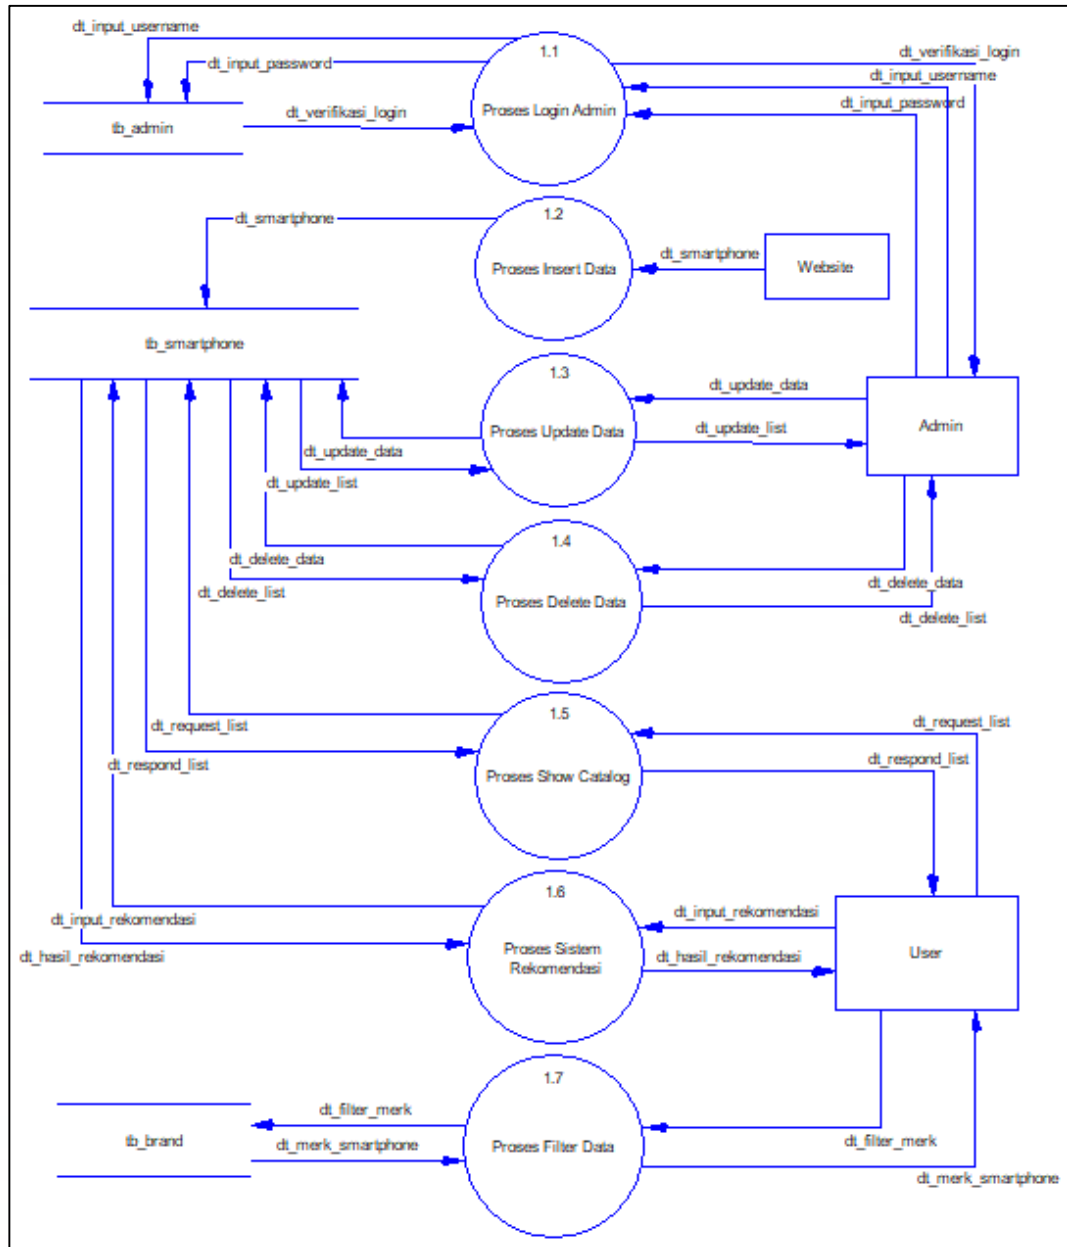 dt_input_username
1.1
dt_verifikasi_login
dt_input_password
dt_input_username
dt_input_password
dt_verifikasi_login
Proses Login Admin
tb_admin
dt_smartphone
1.2
dt_smartphone
Proses Insert Data
Website
tb_smartphone
1.3
dt_update_data
Proses Update Data
dt_update_list
Admin
dt_update_data
dt_update_list
1.4
dt_delete_data
dt_delete_list
Proses Delete Data
dt_delete_data
dt_delete_list
1.5
dt_request_list
dt_request_list
dt_respond_list
Proses Show Catalog
dt_respond_list
1.6
dt_input_rekomendasi
dt_input_rekomendasi
dt_hasil_rekomendasi
Proses Sistem
Rekomendasi
dt_hasil_rekomendasi
User
1.7
dt_filter_merk
dt_merk_smartphone
tb_brand
Proses Filter Data
dt_filter_merk
dt_merk_smartphone